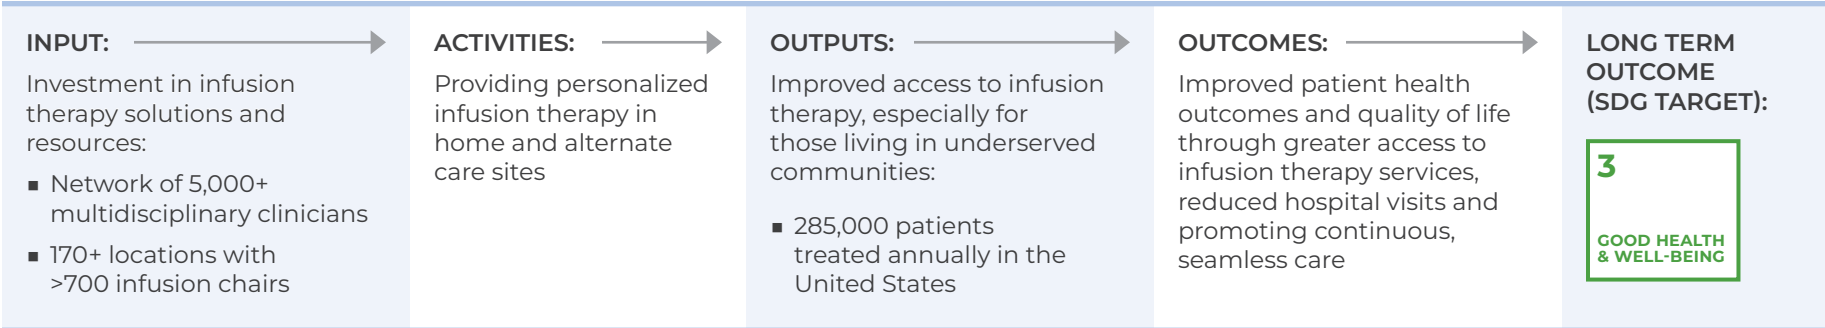 INPUT:
Investment in infusion
therapy solutions and
resources:
▪ Network of 5,000+
multidisciplinary clinicians
▪ 170+ locations with
>700 infusion chairs
ACTIVITIES:
Providing personalized
infusion therapy in
home and alternate
care sites
OUTPUTS:
Improved access to infusion
therapy, especially for
those living in underserved
communities:
▪ 285,000 patients
treated annually in the
United States
OUTCOMES:
Improved patient health
outcomes and quality of life
through greater access to
infusion therapy services,
reduced hospital visits and
promoting continuous,
seamless care
LONG TERM
OUTCOME
(SDG TARGET):
3
GOOD HEALTH
& WELL-BEING